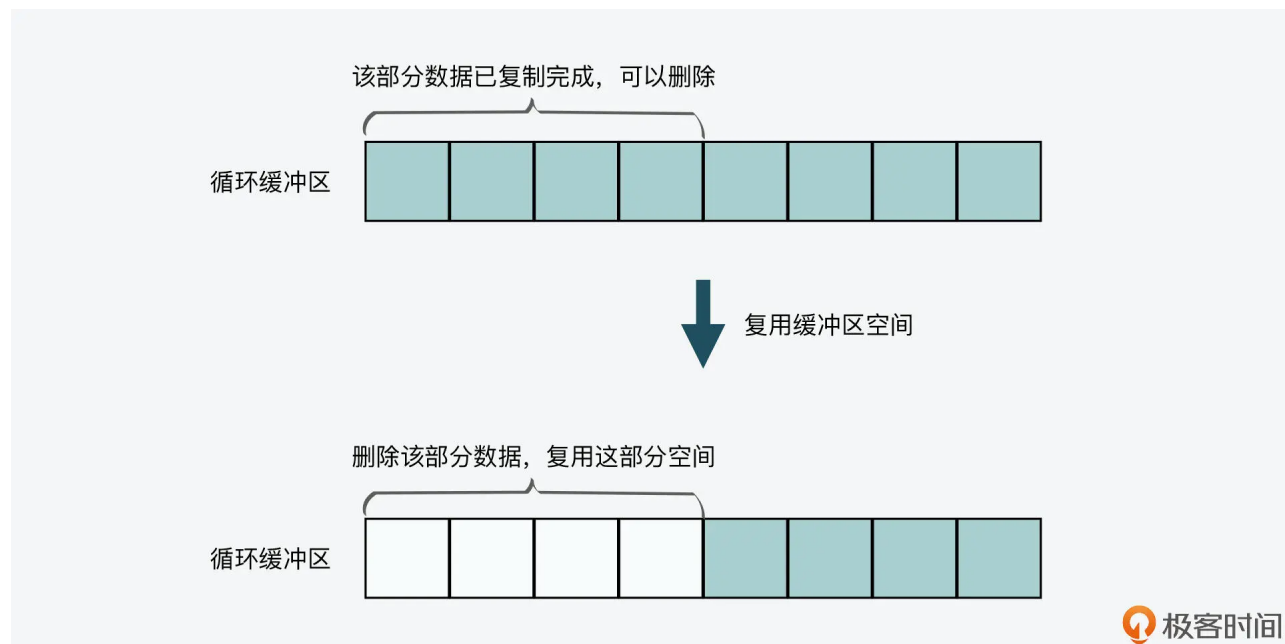 该部分数据已复制完成，可以删除
循环缓冲区
复用缓冲区空间
删除该部分数据，复用这部分空间
循环缓冲区
极客时间